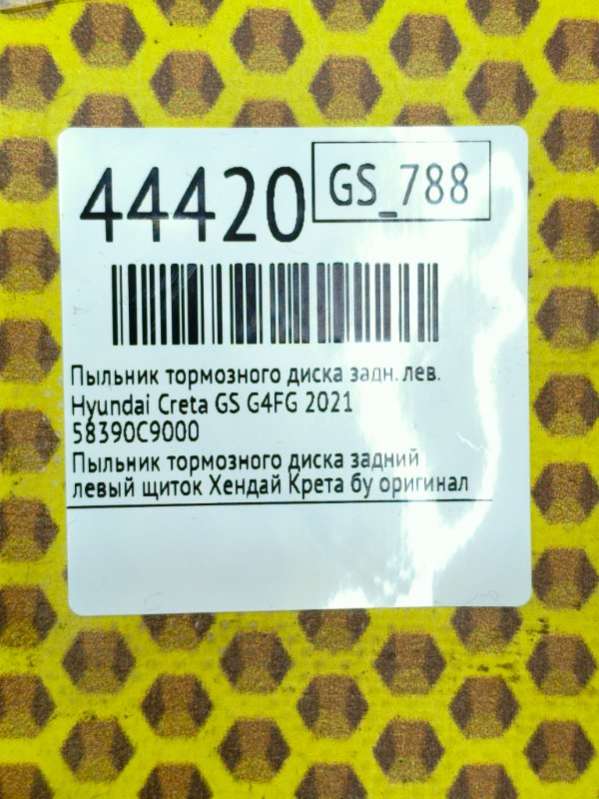 44420
GS_788
Пыльник тормозного диска задн. лев.
Hyundai Creta GS G4FG 2021
58390C9000
Пыльник тормозного диска задний
левый щиток Хендай Крета бу оригинал